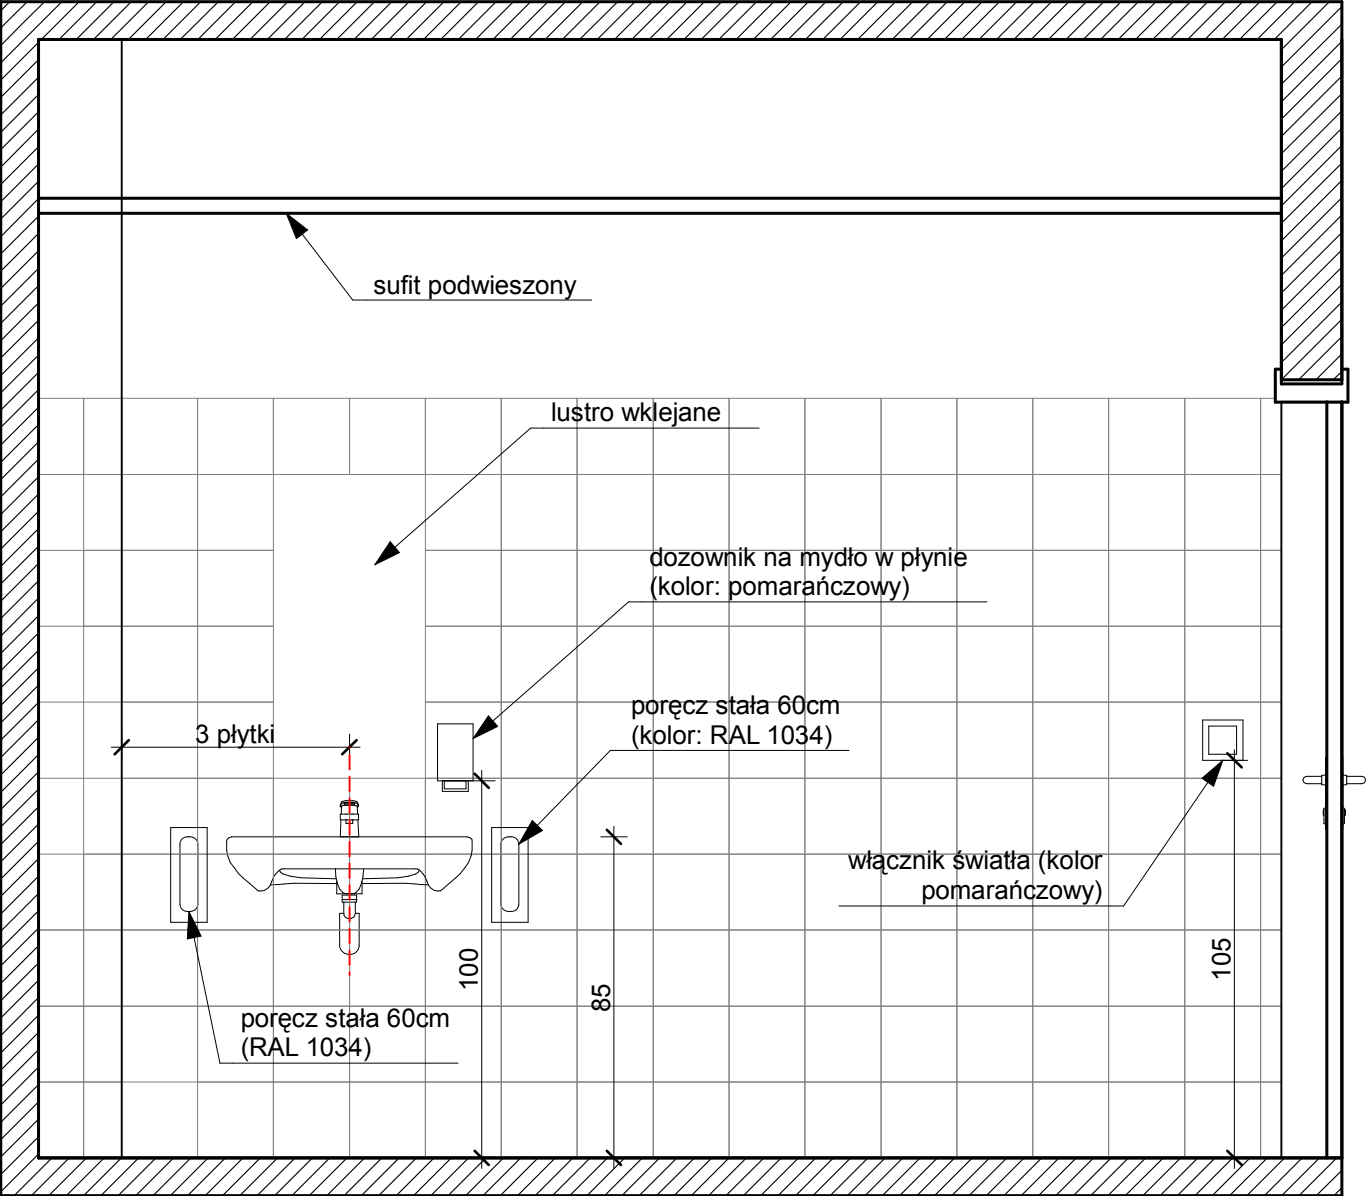 sufit podwieszony
lustro wklejane
dozownik na mydło w płynie
(kolor: pomarańczowy)
poręcz stała 60cm
(kolor: RAL 1034)
3 płytki
włącznik światła (kolor
pomarańczowy)
100
85
105
poręcz stała 60cm
(RAL 1034)